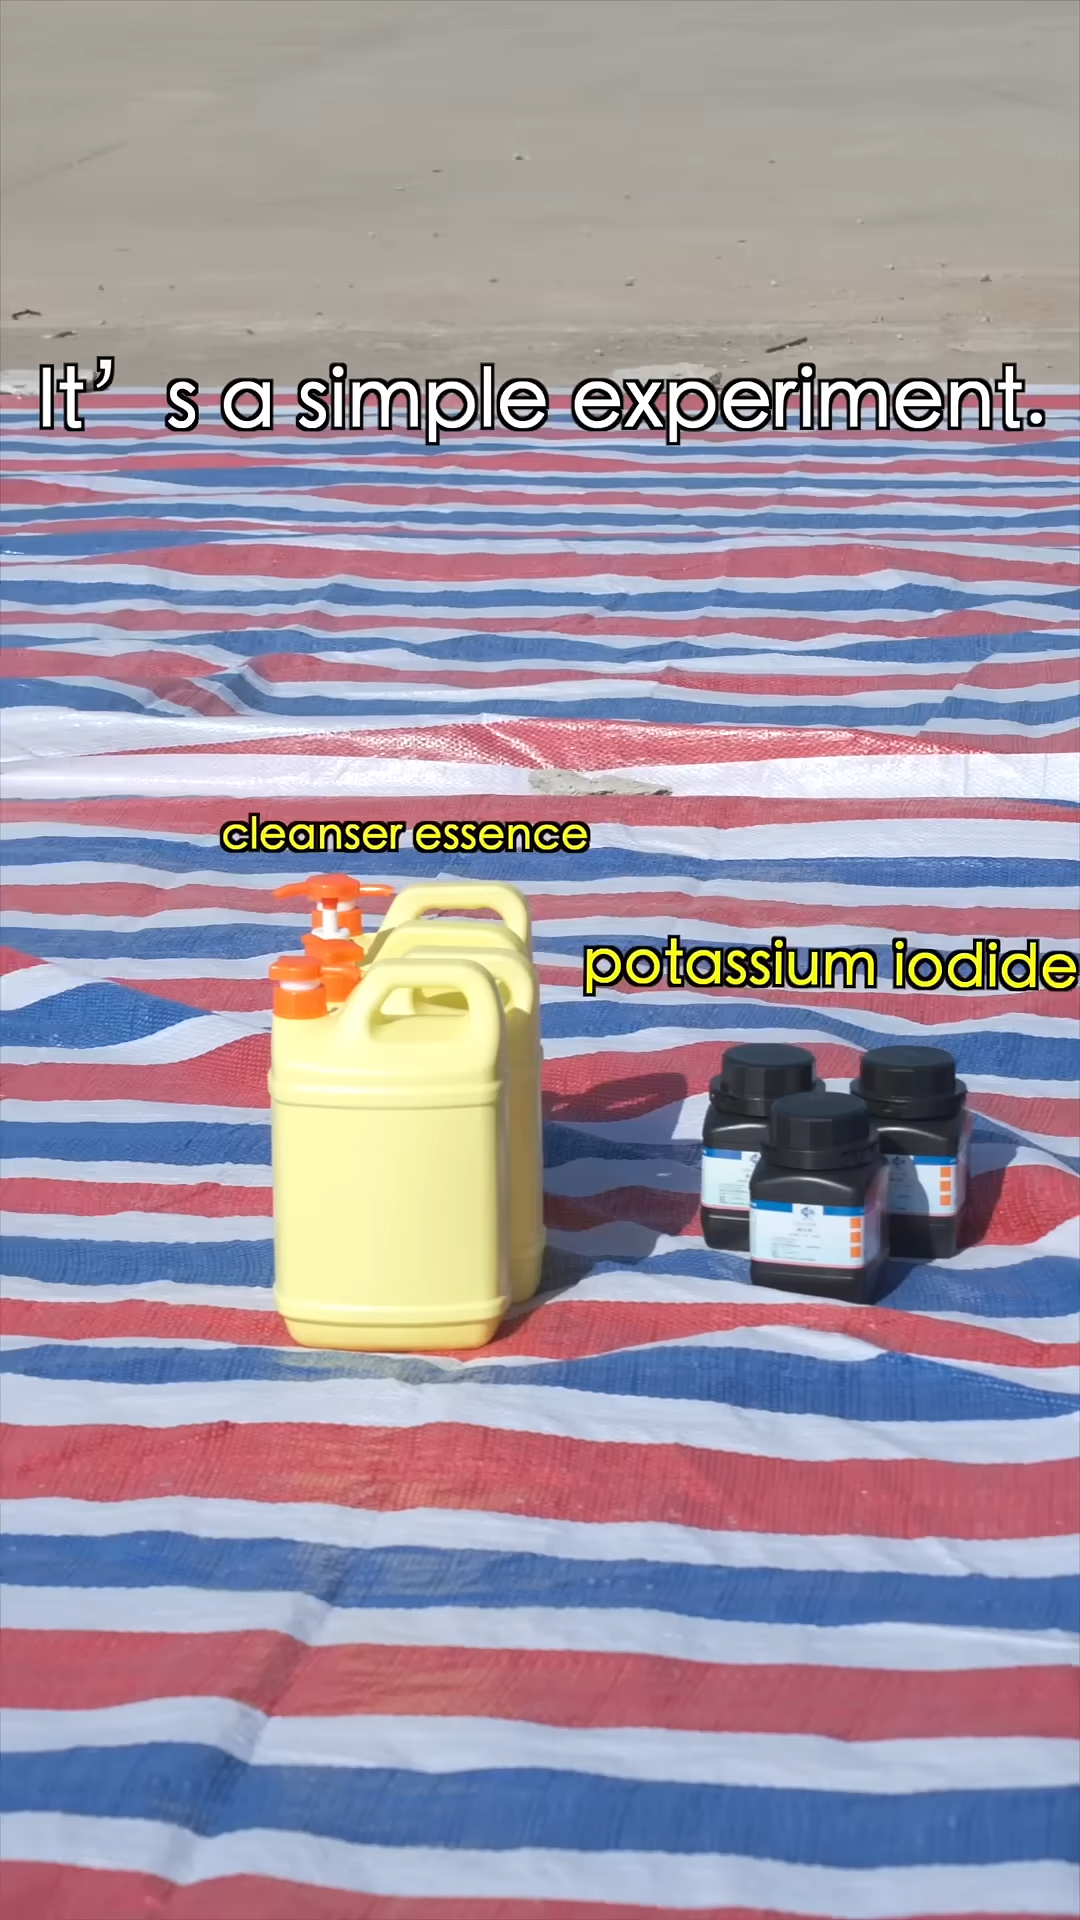 It’s a simple experiment.
cleanser essence
potassium iodide